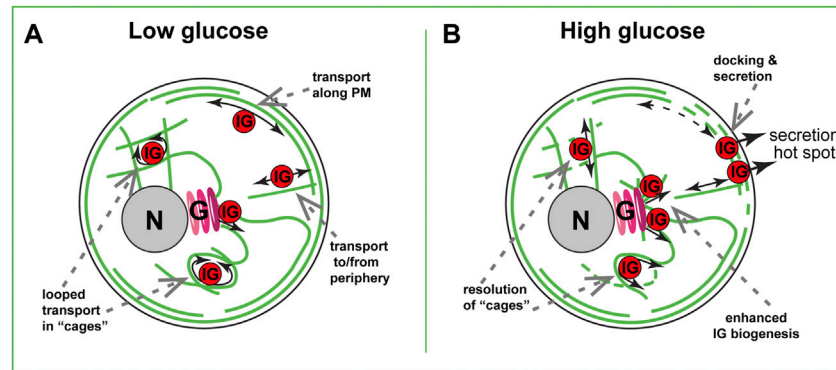 A
Low glucose
transport
along PM
IG
IG
IG
IG
IG
N
G
transport
to/from
periphery
looped
transport
in “cages”
B
High glucose
docking &
secretion
secretion
hot spot
IG
IG
IG
IG
IG
IG
N
G
resolution
of “cages”
enhanced
IG biogenesis